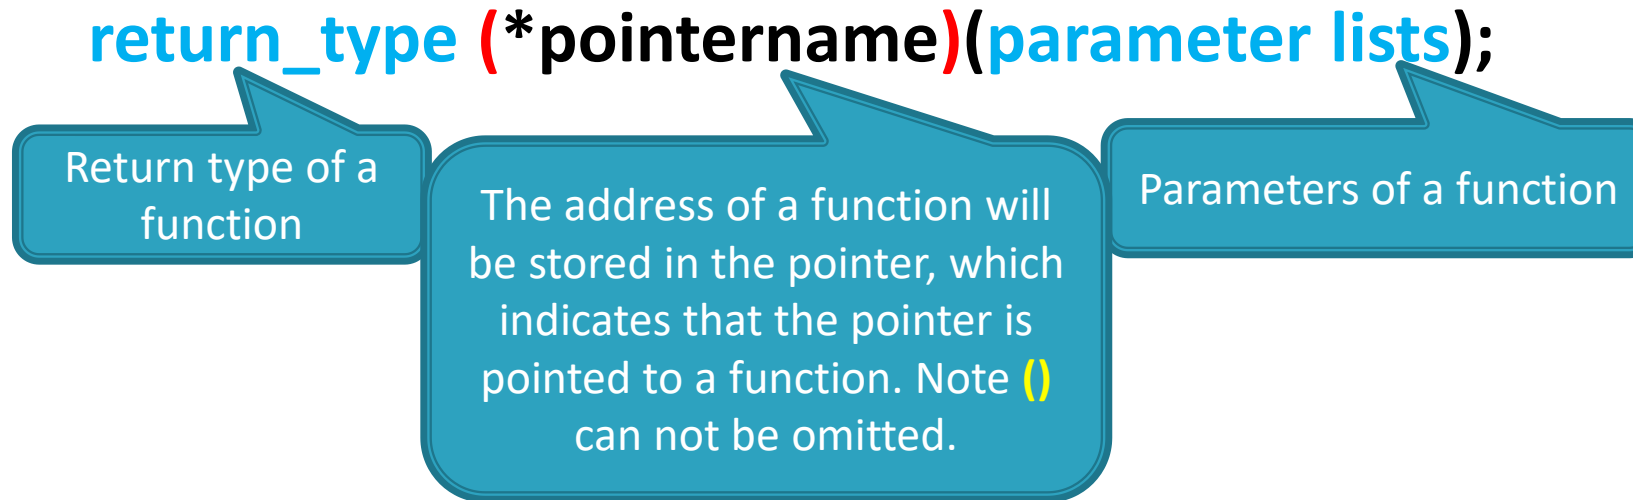 return_type (*pointername)(parameter lists);
Return type of a
function
The address of a function will
be stored in the pointer, which
indicates that the pointer is
pointed to a function. Note ()
can not be omitted.
Parameters of a function